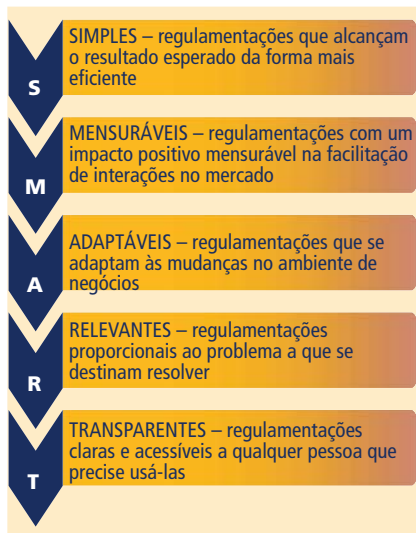 S
SIMPLES – regulamentações que alcançam
o resultado esperado da forma mais
eficiente
M
MENSURÁVEIS – regulamentações com um
impacto positivo mensurável na facilitação
de interações no mercado
A
ADAPTÁVEIS – regulamentações que se
adaptam às mudanças no ambiente de
negócios
R
RELEVANTES – regulamentações
proporcionais ao problema a que se
destinam resolver
T
TRANSPARENTES – regulamentações
claras e acessíveis a qualquer pessoa que
precise usá-las